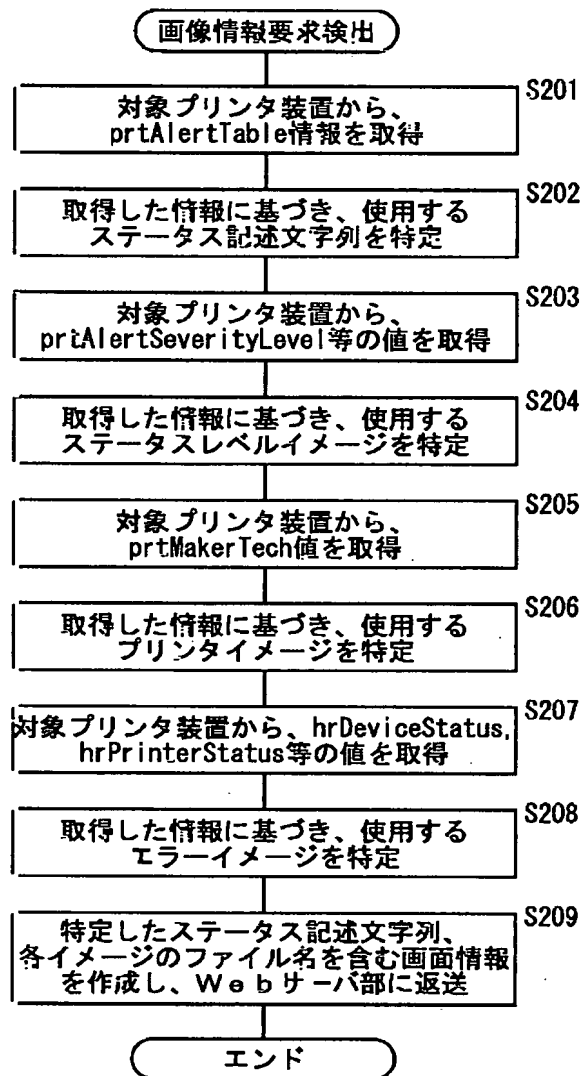 画像情報要求検出
S201
対象プリンタ装置から、
prtAlertTable情報を取得
S202
取得した情報に基づき、使用する
ステータス記述文字列を特定
S203
対象プリンタ装置から、
prtAlertSeverityLevel等の値を取得
S204
取得した情報に基づき、使用する
ステータスレベルイメージを特定
S205
対象プリンタ装置から、
prtMakerTech値を取得
S206
取得した情報に基づき、使用する
プリンタイメージを特定
S207
対象プリンタ装置から、hrDeviceStatus,
hrPrinterStatus等の値を取得
S208
取得した情報に基づき、使用する
エラーイメージを特定
S209
特定したステータス記述文字列、
各イメージのファイル名を含む画面情報
を作成し、Ｗｅｂサーバ部に返送
エンド